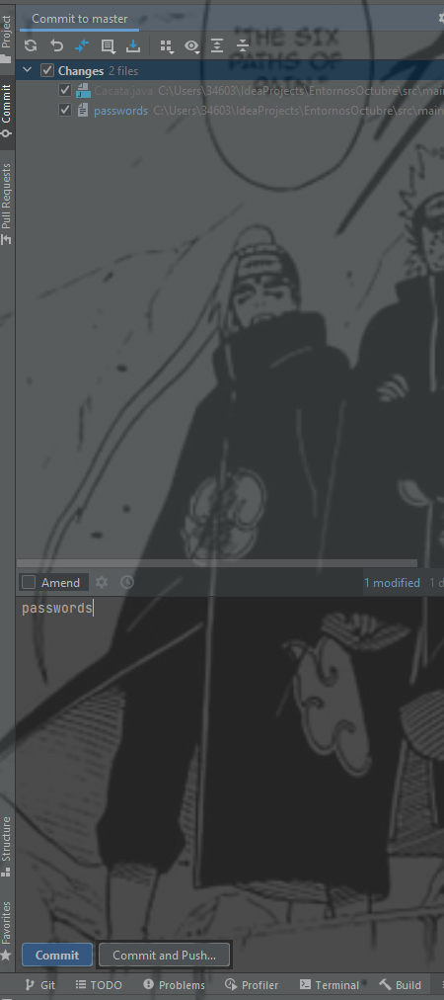 Commit to master
Project
Commit
Pull Requests
"THE SIX
PATHS OF
PAIN."
Changes 2 files
Cacata.java C:\Users\34603\IdeaProjects\EntornosOctubre\src\main
passwords C:\Users\34603\IdeaProjects\EntornosOctubre\src\main
Amend
1 modified 1 d
passwords
Structure
Favorites
Commit
Commit and Push...
Git
TODO
Problems
Profiler
Terminal
Build